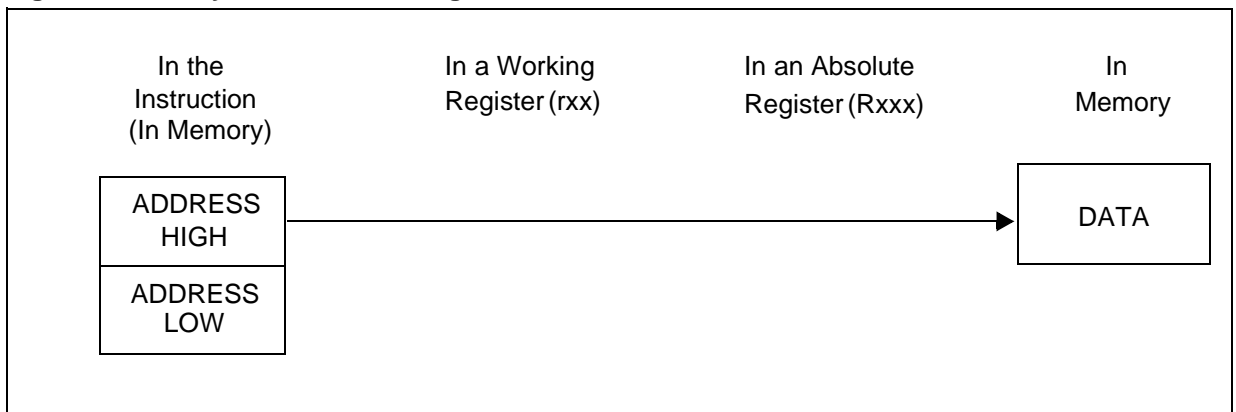 In the
Instruction
(In Memory)
In a Working
Register (rxx)
In an Absolute
Register (Rxxx)
In
Memory
ADDRESS
HIGH
ADDRESS
LOW
DATA